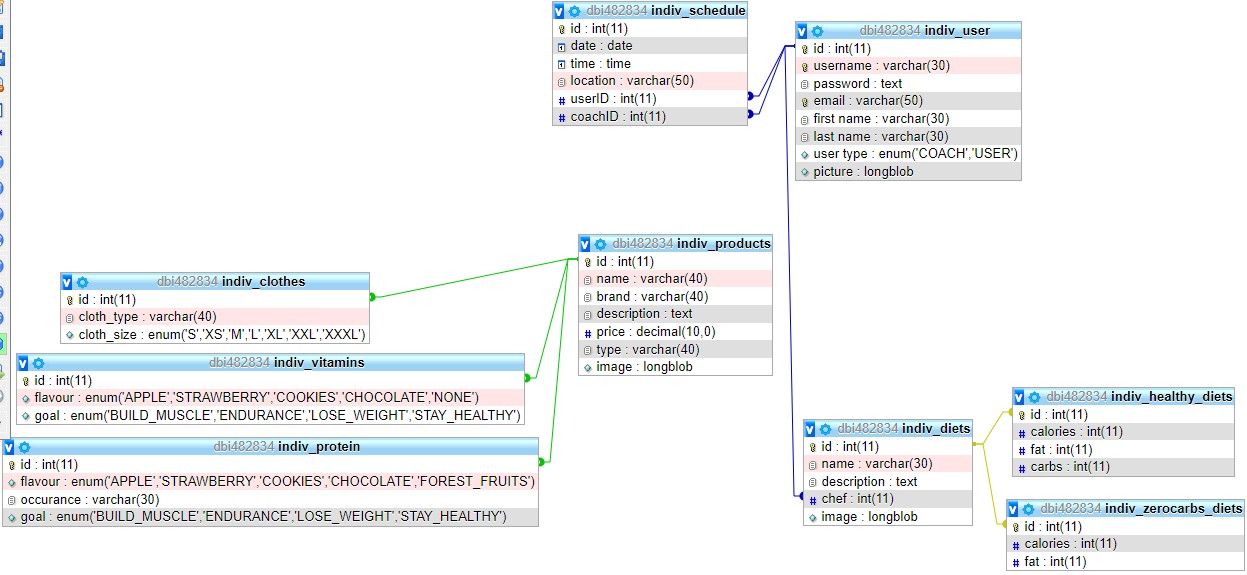 dbi482834 indiv_schedule
id : int(11)
date : date
time : time
location : varchar(50)
userID : int(11)
coachID : int(11)
dbi482834 indiv_user
id : int(11)
username : varchar(30)
password : text
email : varchar(50)
first name : varchar(30)
last name : varchar(30)
user type : enum('COACH','USER')
picture : longblob
dbi482834 indiv_products
id : int(11)
name : varchar(40)
brand : varchar(40)
description : text
price : decimal(10,0)
type : varchar(40)
image : longblob
dbi482834 indiv_clothes
id : int(11)
cloth_type : varchar(40)
cloth_size : enum('S','XS','M','L','XL','XXL','XXXL')
dbi482834 indiv_vitamins
id : int(11)
flavour : enum('APPLE','STRAWBERRY','COOKIES','CHOCOLATE','NONE')
goal : enum('BUILD_MUSCLE','ENDURANCE','LOSE_WEIGHT','STAY_HEALTHY')
dbi482834 indiv_protein
id : int(11)
flavour : enum('APPLE','STRAWBERRY','COOKIES','CHOCOLATE','FOREST_FRUITS')
occurance : varchar(30)
goal : enum('BUILD_MUSCLE','ENDURANCE','LOSE_WEIGHT','STAY_HEALTHY')
dbi482834 indiv_diets
id : int(11)
name : varchar(30)
description : text
chef : int(11)
image : longblob
dbi482834 indiv_healthy_diets
id : int(11)
calories : int(11)
fat : int(11)
carbs : int(11)
dbi482834 indiv_zerocarbs_diets
id : int(11)
calories : int(11)
fat : int(11)